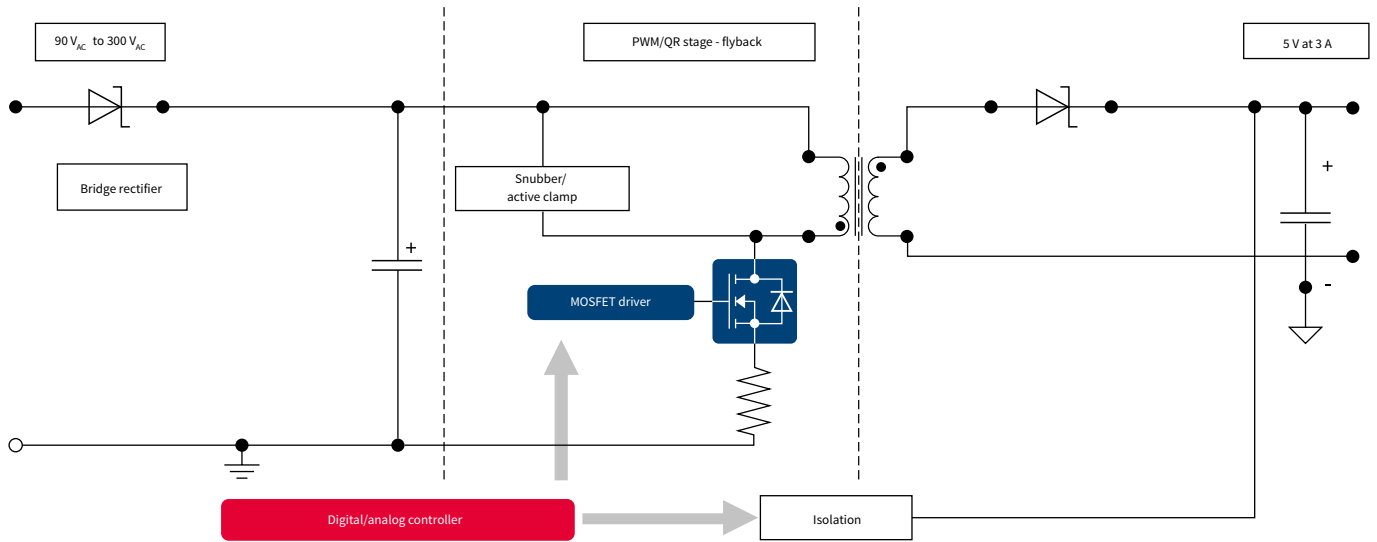 90 VAC to 300 VAC
PWM/QR stage - flyback
5 V at 3 A
Bridge rectifier
Snubber/
active clamp
+
+
MOSFET driver
-
Digital/analog controller
Isolation